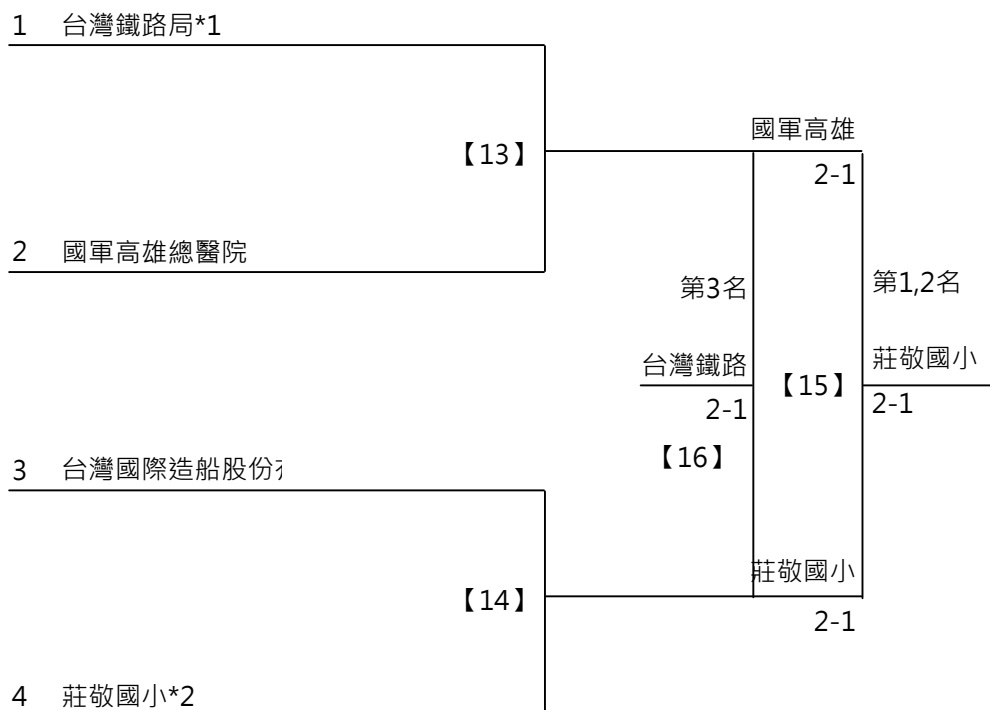 1 台灣鐵路局*1
國軍高雄
【13】
2-1
2 國軍高雄總醫院
第3名
第1,2名
台灣鐵路
【15】
莊敬國小
2-1
2-1
【16】
3 台灣國際造船股份
莊敬國小
【14】
2-1
4 莊敬國小*2